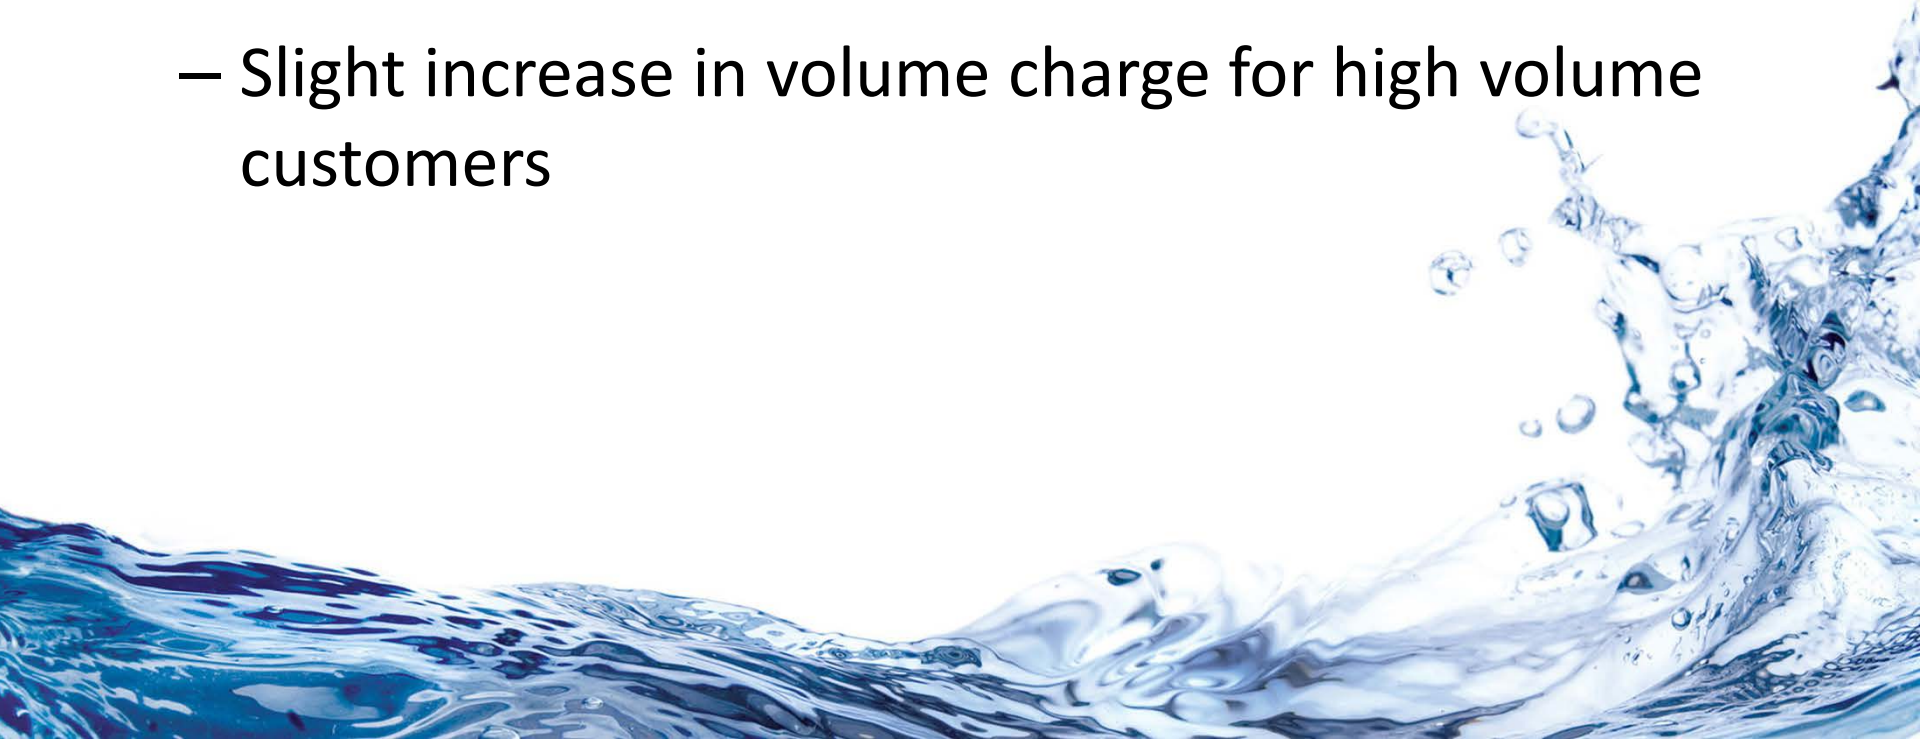 – Slight increase in volume charge for high volume
customers